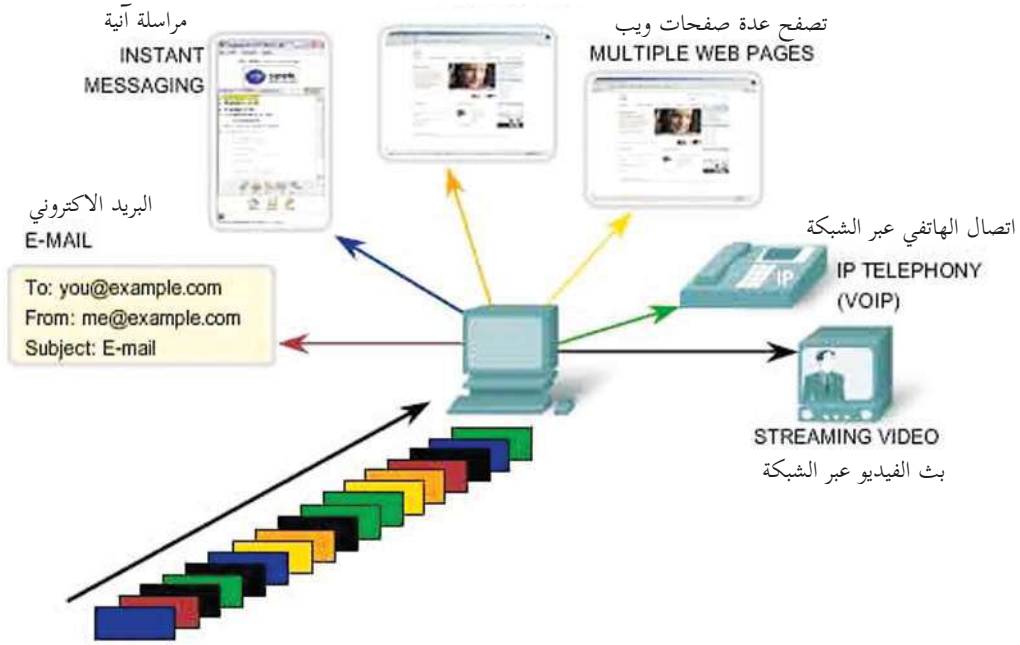 مراسلة آنية
INSTANT
MESSAGING
تصفح عدة صفحات ويب
MULTIPLE WEB PAGES
البريد الاكتروني
E-MAIL
To: you@example.com
From: me@example.com
Subject: E-mail
اتصال الهاتفي عبر الشبكة
IP TELEPHONY
(VOIP)
IP
STREAMING VIDEO
بث الفيديو عبر الشبكة